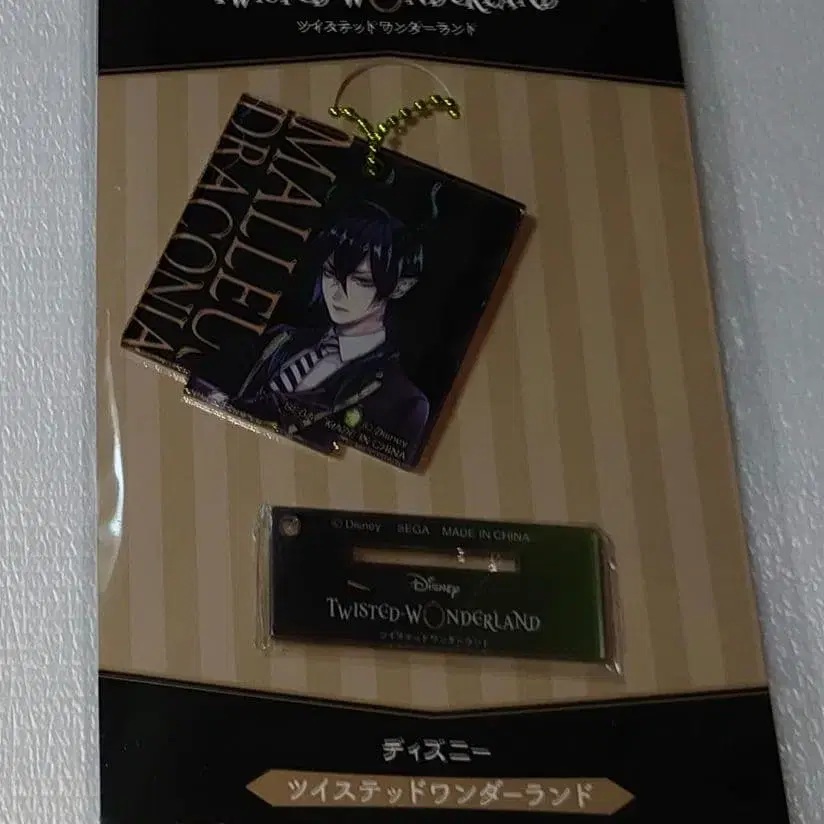 TWISTED-WONDERLAND
ツイステッドワンダーランド
MALLEUS
DRACONIA
© Disney
SEGA MADE IN CHINA
© Disney SEGA MADE IN CHINA
Disney
TWISTED-WONDERLAND
ツイステッドワンダーランド
ディズニー
ツイステッドワンダーランド